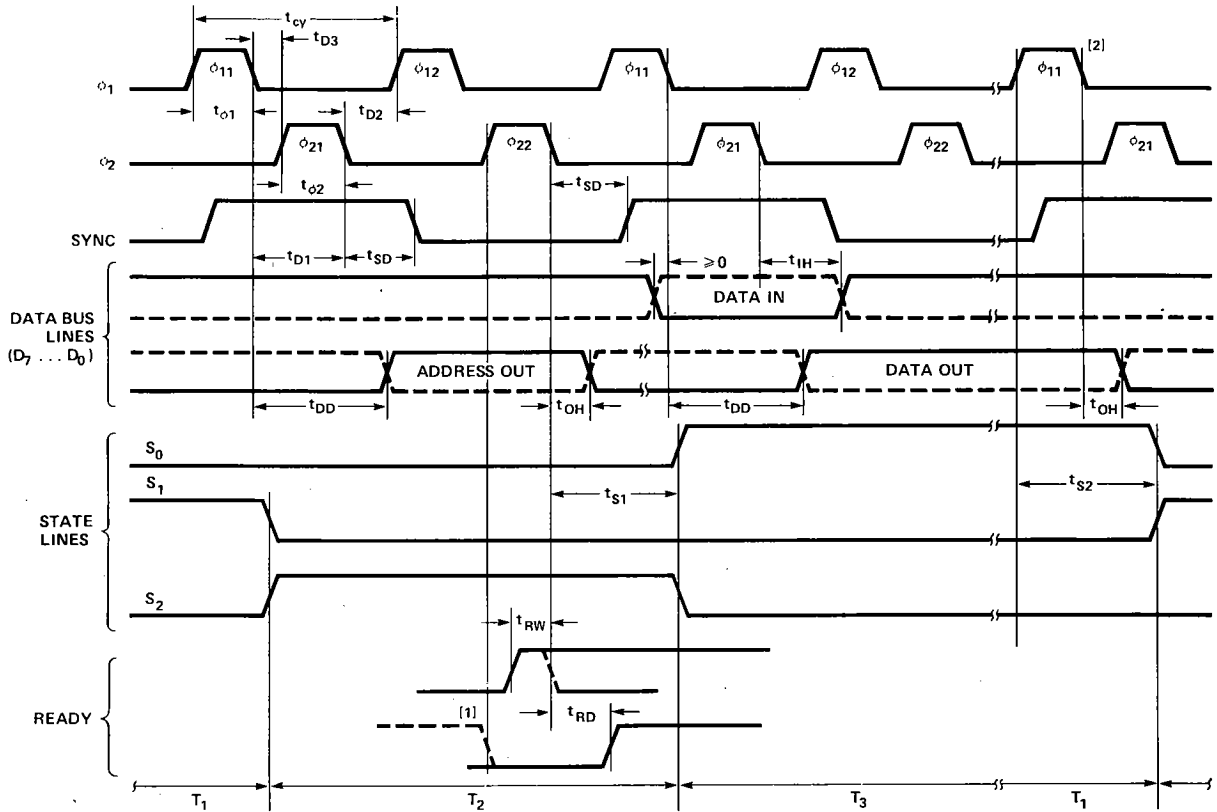 tCY
tD3
[2]
ϕ11 ϕ12 ϕ11 ϕ12 ϕ11
ϕ1
tϕ1 tD2
ϕ21 ϕ22 ϕ21 ϕ22 ϕ21
ϕ2
tϕ2 tSD
SYNC
tD1 tSD ⩾0 tIH
DATA IN
DATA BUS
LINES
(D7 ... D0)
ADDRESS OUT DATA OUT
tDD tOH tDD tOH
S0
S1 tS1 tS2
STATE
LINES
S2
tRW
READY
[1] tRD
T1 T2 T3 T1